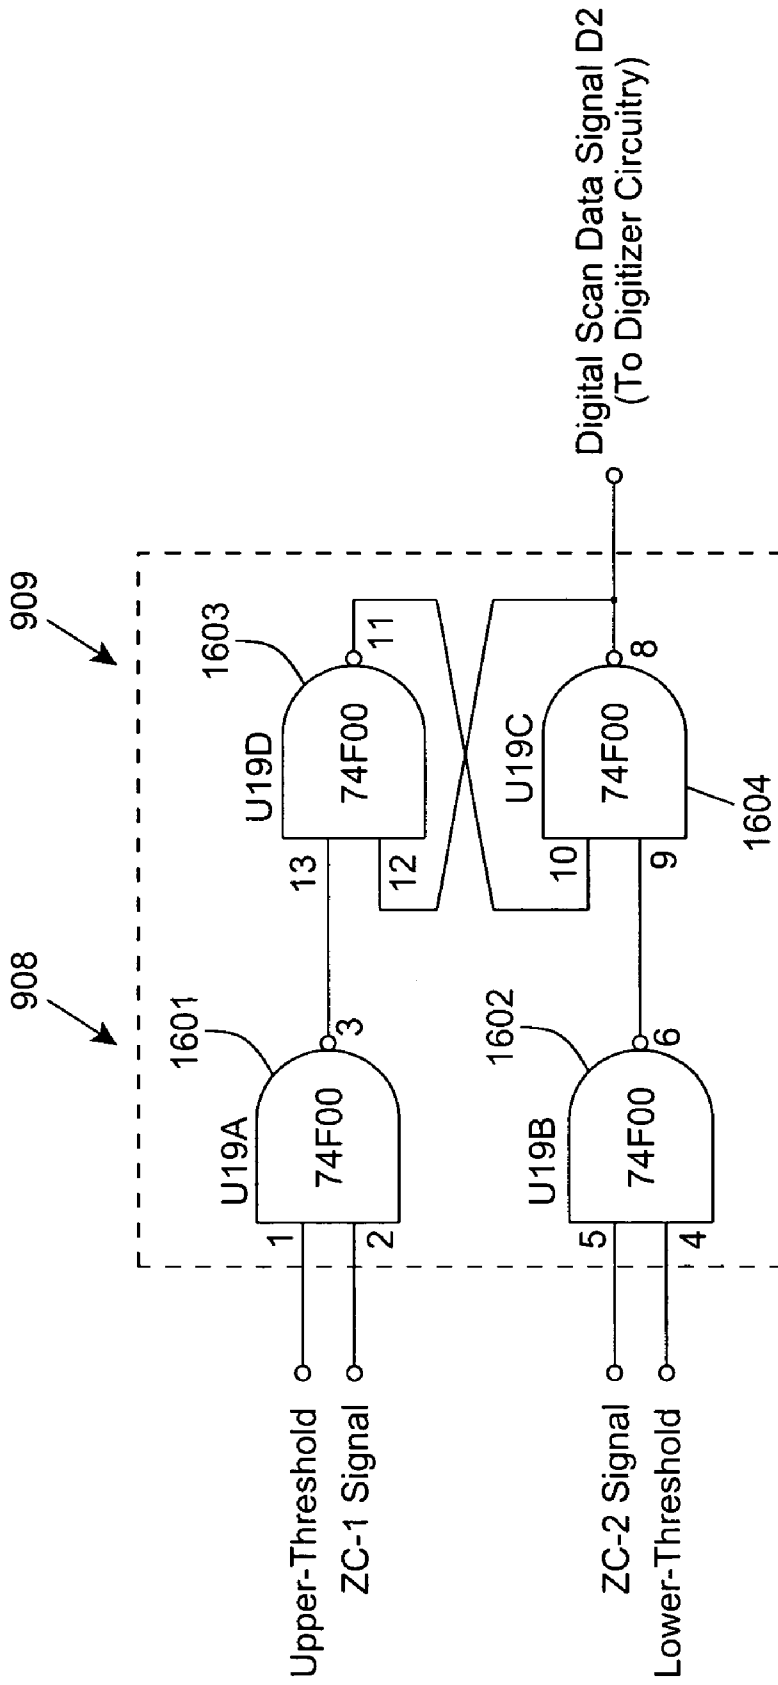 908
909
U19A
1601
74F00
1
2
3
U19D
1603
74F00
13
12
11
Upper-Threshold
ZC-1 Signal
U19B
1602
74F00
5
4
6
U19C
74F00
10
9
8
1604
ZC-2 Signal
Lower-Threshold
Digital Scan Data Signal D2
(To Digitizer Circuitry)